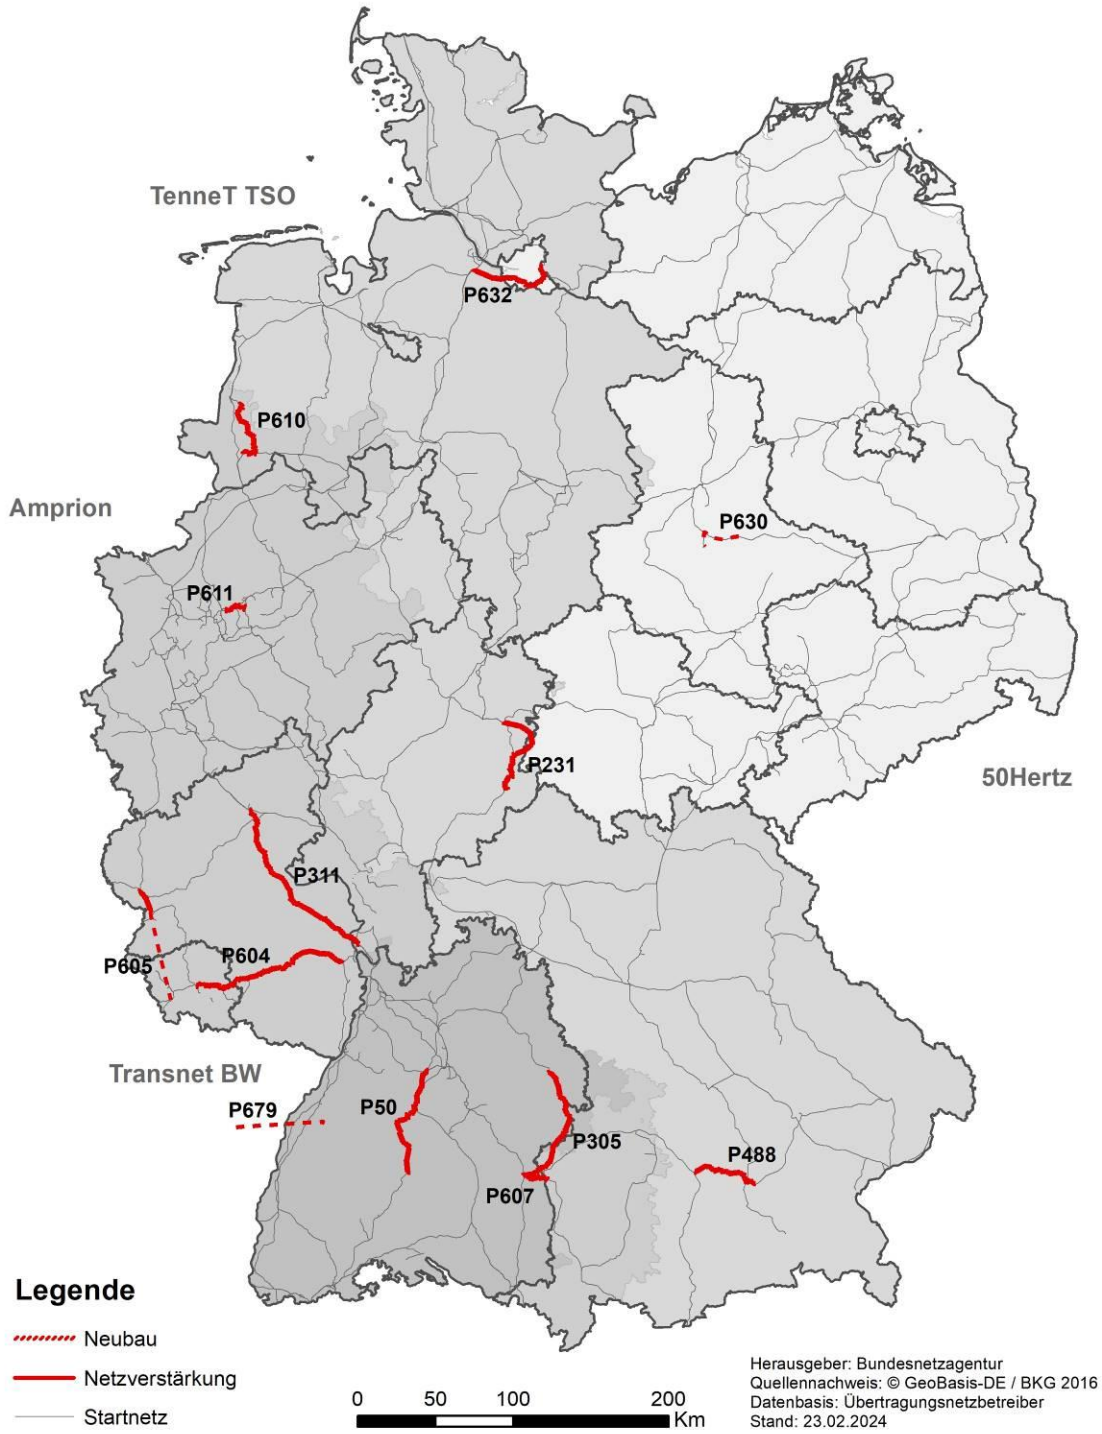 TenneT TSO
P632
P610
Amprion
P630
P611
P231
50Hertz
P311
P604
P605
Transnet BW
P679
P50
P305
P488
P607
Legende
Neubau
Netzverstärkung
Startnetz
0 50 100 200
Km
Herausgeber: Bundesnetzagentur
Quellennachweis: © GeoBasis-DE / BKG 2016
Datenbasis: Übertragungsnetzbetreiber
Stand: 23.02.2024